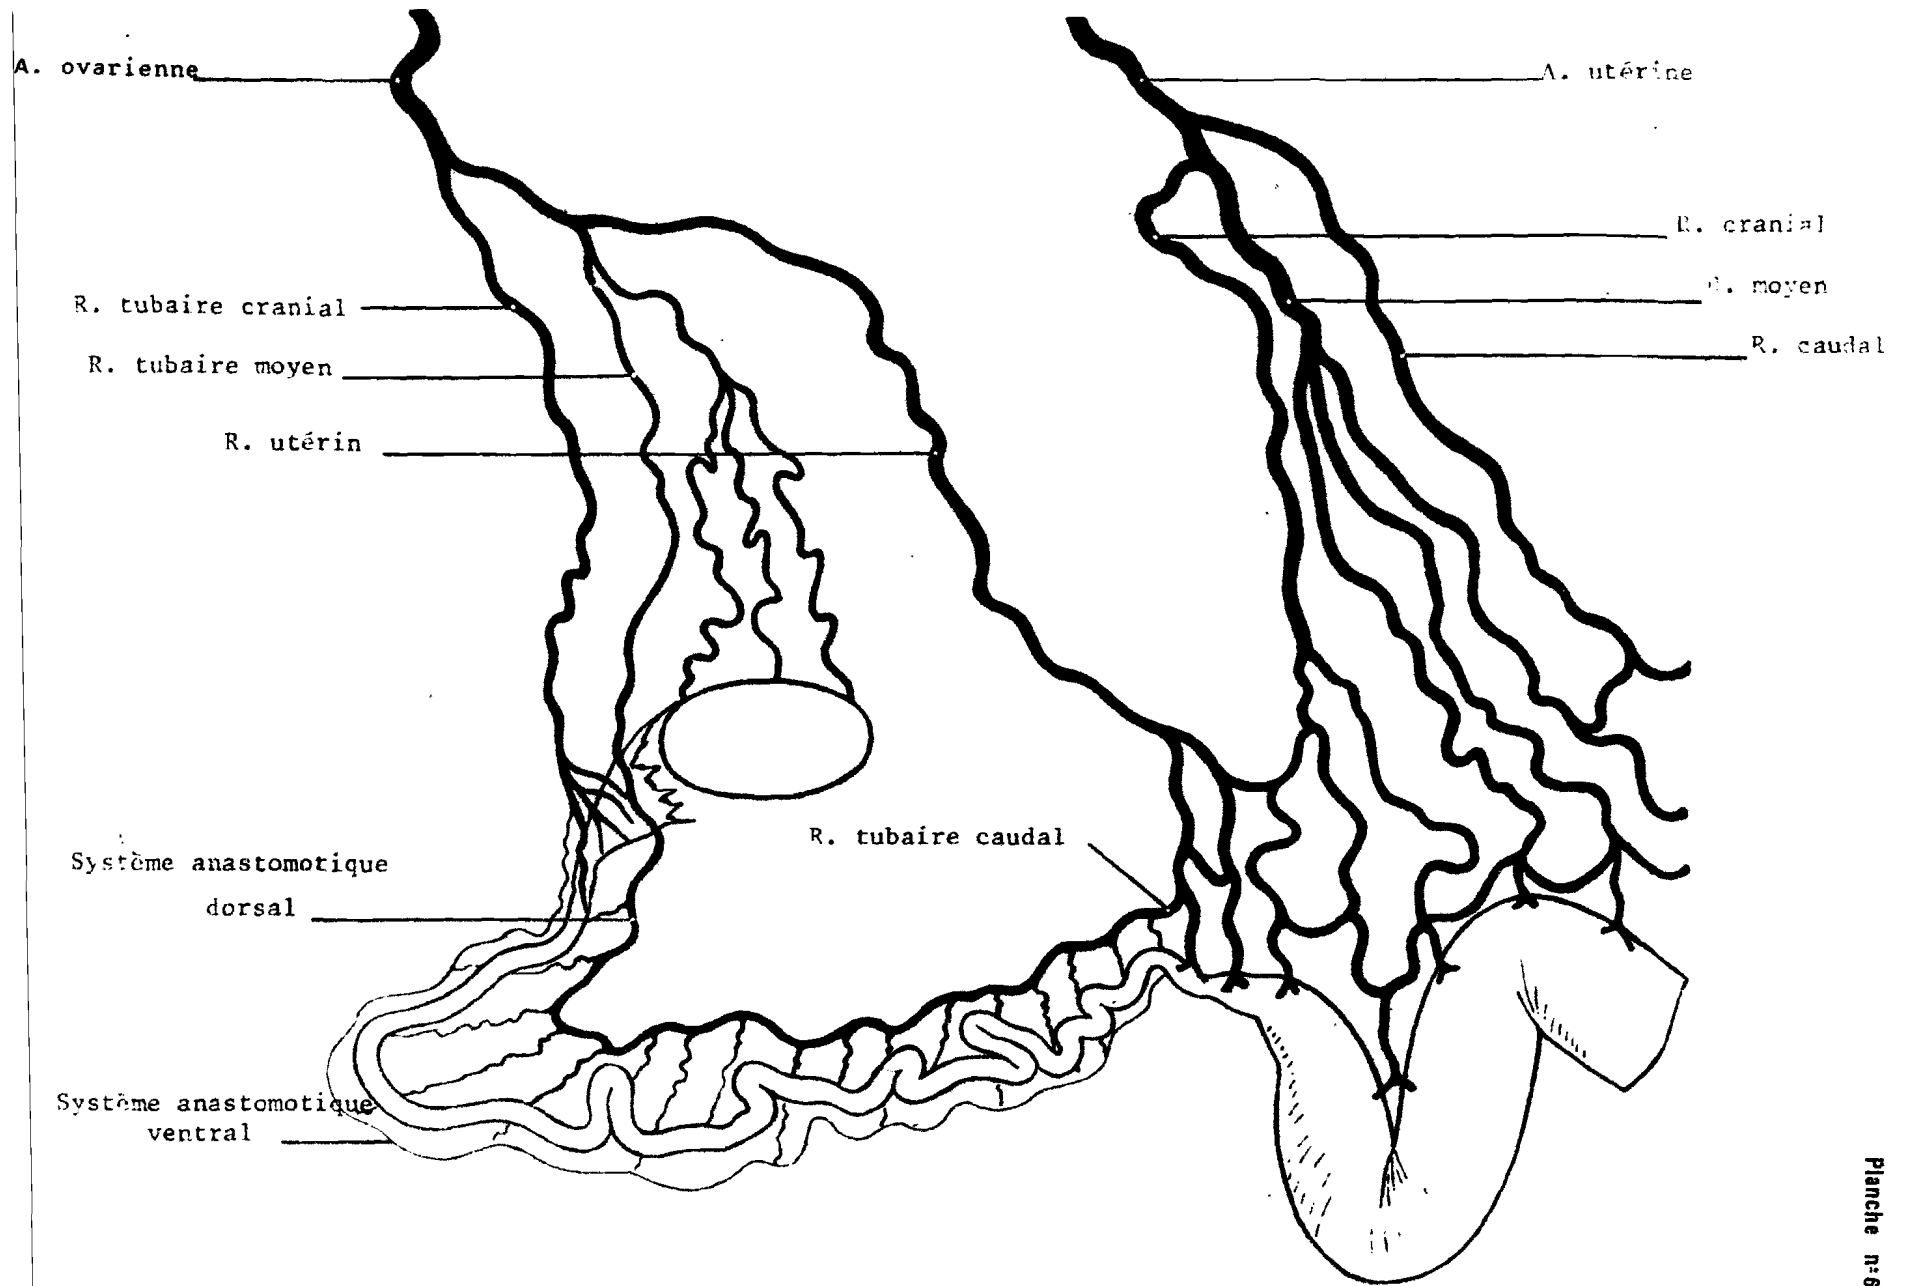 A. ovarienne
A. utérine
R. cranial
R. moyen
R. caudal
R. tubaire cranial
R. tubaire moyen
R. utérin
R. tubaire caudal
Système anastomotique
dorsal
Système anastomotique
ventral
Planche n°6